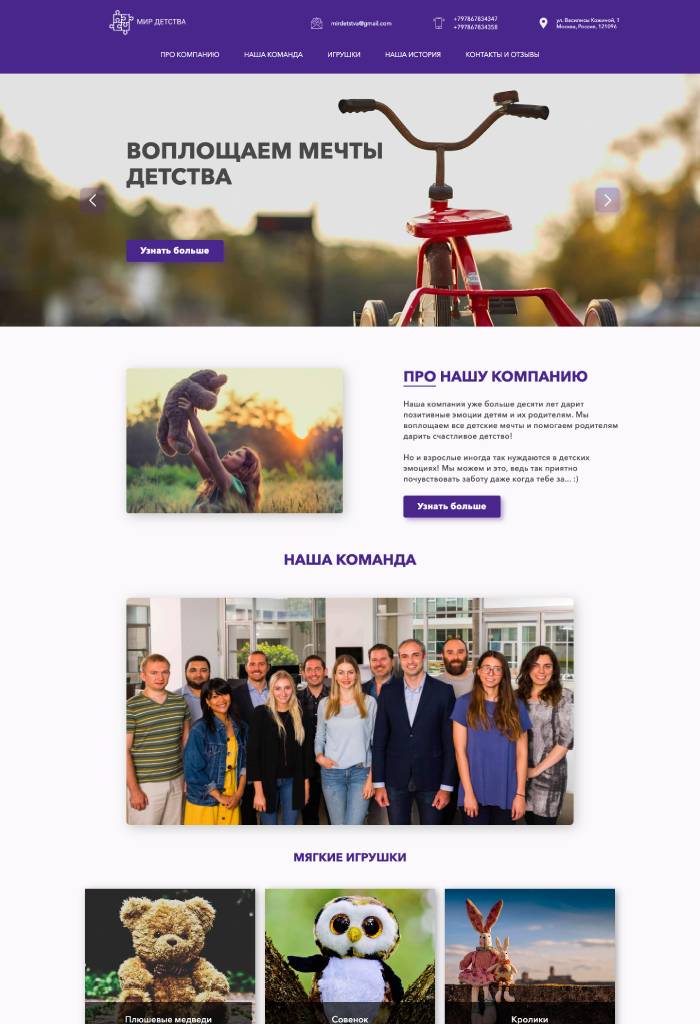 МИР ДЕТСТВА
mirdetstva@gmail.com
+797867834347
+797867834358
ул. Василисы Кожиной, 1
Москва, Россия, 121096
ПРО КОМПАНИЮ НАША КОМАНДА ИГРУШКИ НАША ИСТОРИЯ КОНТАКТЫ И ОТЗЫВЫ
ВОПЛОЩАЕМ МЕЧТЫ
ДЕТСТВА
Узнать больше
ПРО НАШУ КОМПАНИЮ
Наша компания уже больше десяти лет дарит
позитивные эмоции детям и их родителям. Мы
воплощаем все детские мечты и помогаем родителям
дарить счастливое детство!
Но и взрослые иногда так нуждаются в детских
эмоциях! Мы можем и это, ведь так приятно
почувствовать заботу даже когда тебе за... :)
Узнать больше
НАША КОМАНДА
МЯГКИЕ ИГРУШКИ
Плюшевые медведи
Совенок
Кролики